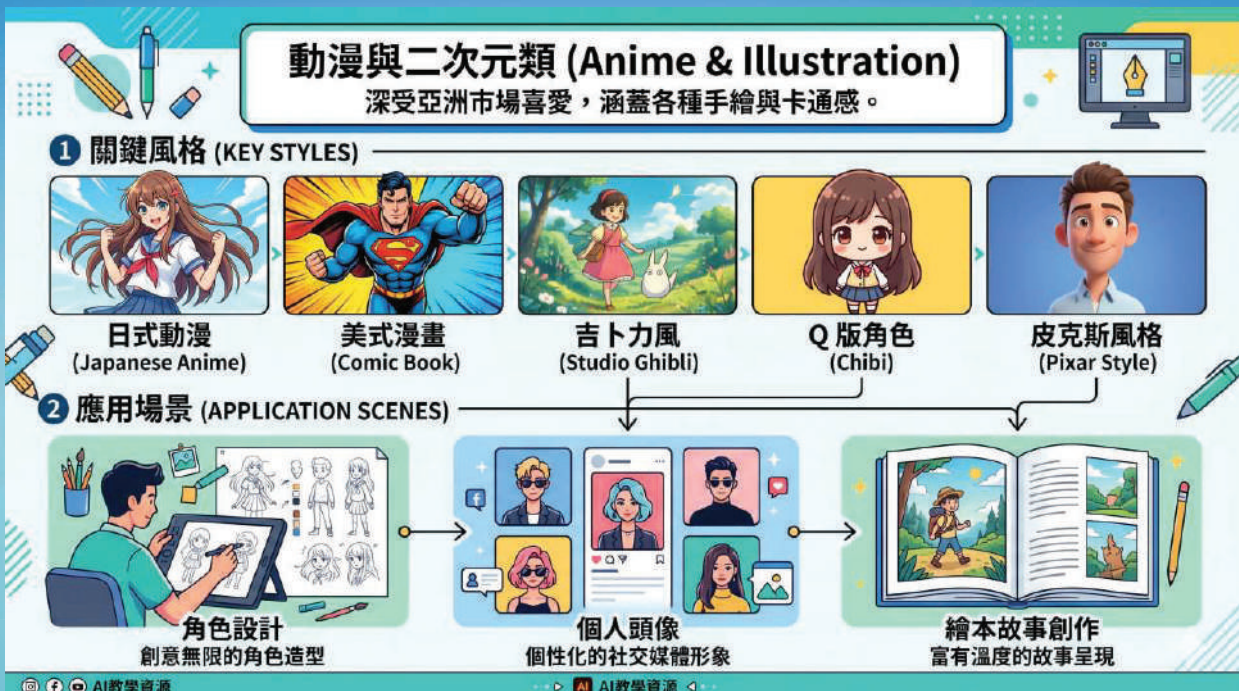 動漫與二次元類 (Anime & Illustration)
深受亞洲市場喜愛，涵蓋各種手繪與卡通感。
1 關鍵風格 (KEY STYLES)
日式動漫
(Japanese Anime)
美式漫畫
(Comic Book)
吉卜力風
(Studio Ghibli)
Q 版角色
(Chibi)
皮克斯風格
(Pixar Style)
2 應用場景 (APPLICATION SCENES)
角色設計
創意無限的角色造型
個人頭像
個性化的社交媒體形象
繪本故事創作
富有溫度的故事呈現
AI教學資源
AI AI教學資源